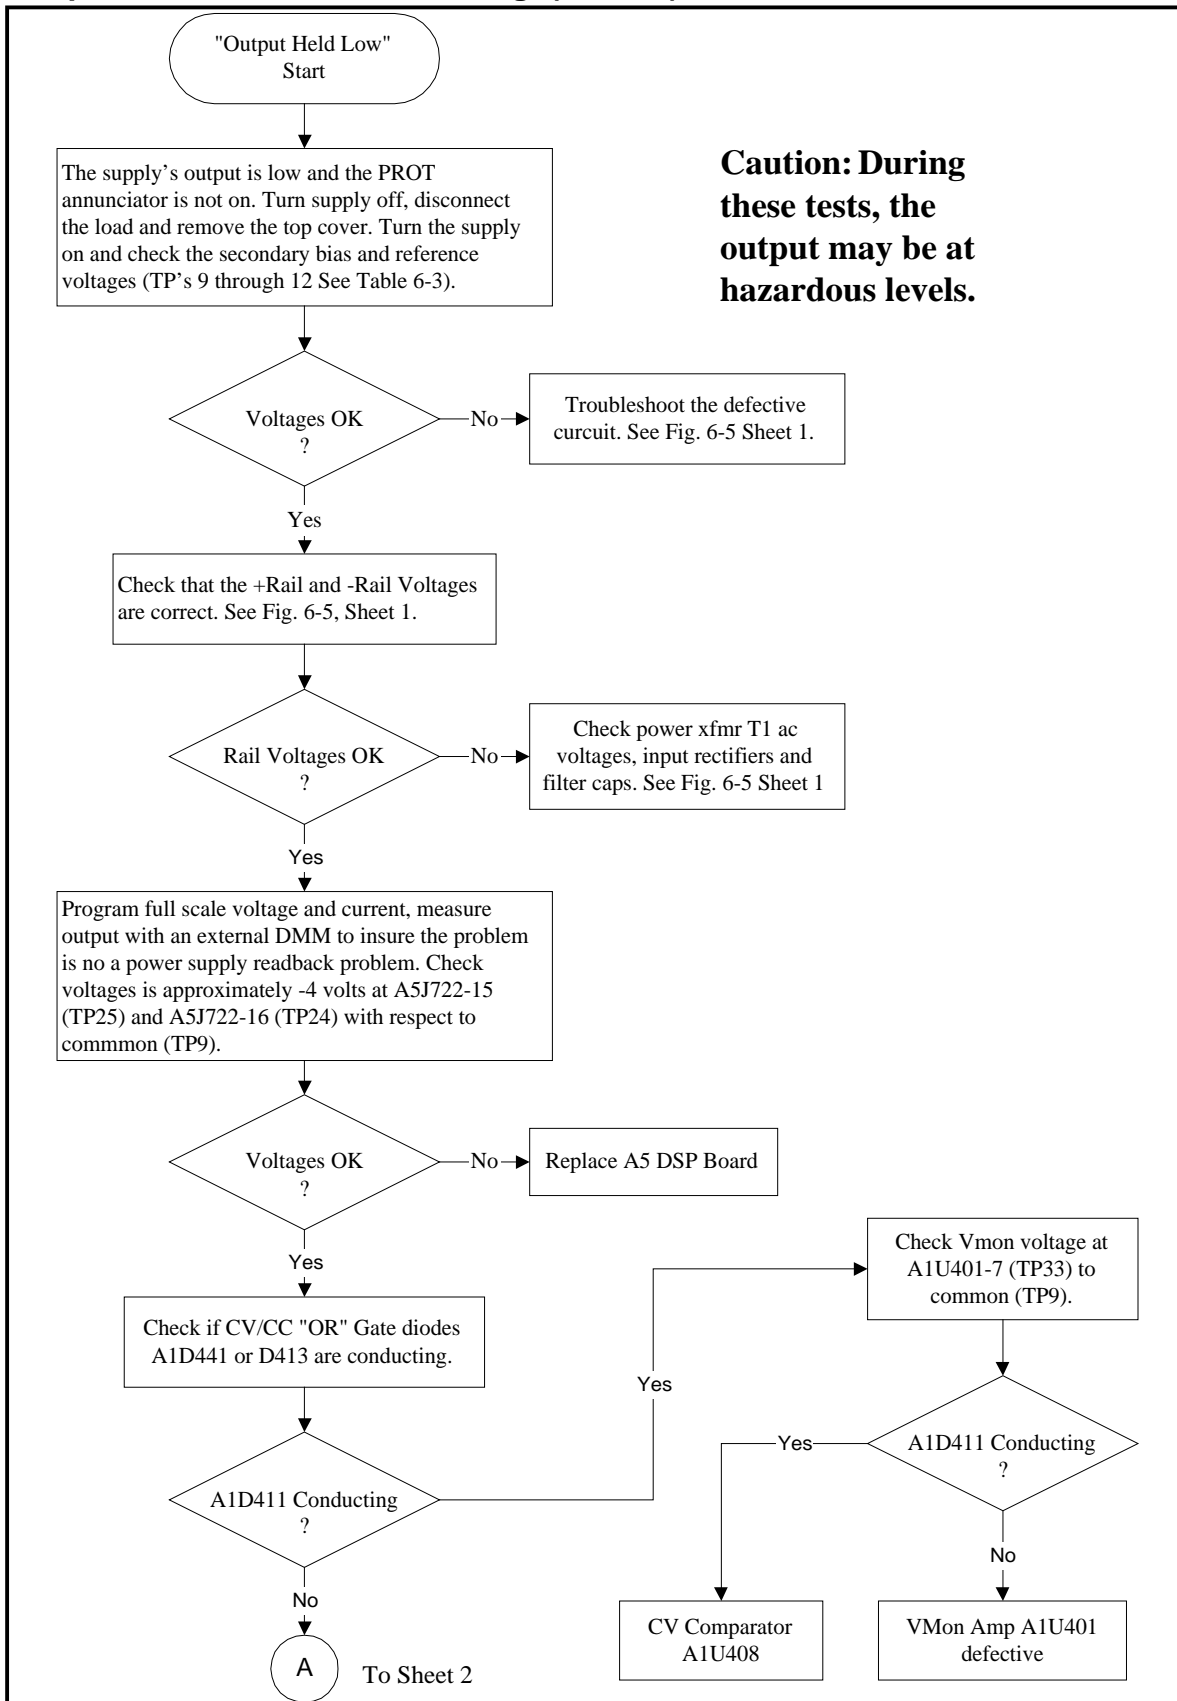 "Output Held Low"
Start
The supply's output is low and the PROT
annunciator is not on. Turn supply off, disconnect
the load and remove the top cover. Turn the supply
on and check the secondary bias and reference
voltages (TP's 9 through 12 See Table 6-3).
Caution: During
these tests, the
output may be at
hazardous levels.
Voltages OK
?
No
Troubleshoot the defective
curcuit. See Fig. 6-5 Sheet 1.
Yes
Check that the +Rail and -Rail Voltages
are correct. See Fig. 6-5, Sheet 1.
Rail Voltages OK
?
No
Check power xfmr T1 ac
voltages, input rectifiers and
filter caps. See Fig. 6-5 Sheet 1
Yes
Program full scale voltage and current, measure
output with an external DMM to insure the problem
is no a power supply readback problem. Check
voltages is approximately -4 volts at A5J722-15
(TP25) and A5J722-16 (TP24) with respect to
commmon (TP9).
Voltages OK
?
No
Replace A5 DSP Board
Yes
Check if CV/CC "OR" Gate diodes
A1D441 or D413 are conducting.
A1D411 Conducting
?
Yes
Check Vmon voltage at
A1U401-7 (TP33) to
common (TP9).
A1D411 Conducting
?
Yes
No
CV Comparator
A1U408
VMon Amp A1U401
defective
No
A
To Sheet 2